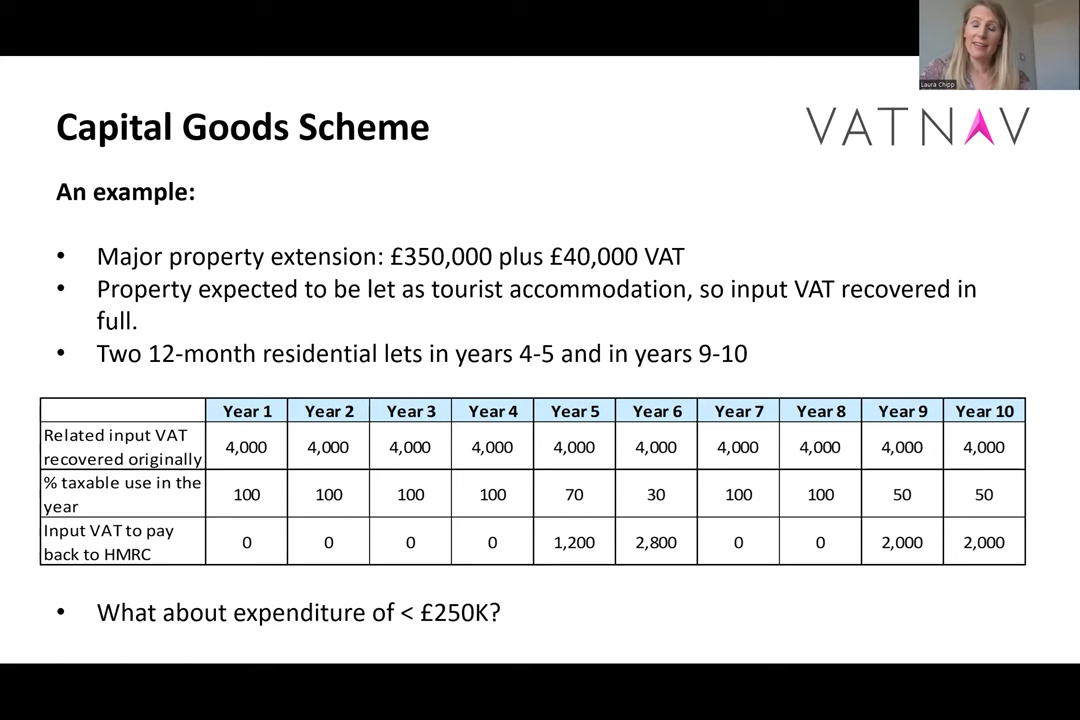 Laura Chipp
Capital Goods Scheme
VATNAV
An example:
• Major property extension: £350,000 plus £40,000 VAT
• Property expected to be let as tourist accommodation, so input VAT recovered in
full.
• Two 12-month residential lets in years 4-5 and in years 9-10
Year 1 Year 2 Year 3 Year 4 Year 5 Year 6 Year 7 Year 8 Year 9 Year 10
Related input VAT
recovered originally 4,000 4,000 4,000 4,000 4,000 4,000 4,000 4,000 4,000 4,000
% taxable use in the
year 100 100 100 100 70 30 100 100 50 50
Input VAT to pay
back to HMRC 0 0 0 0 1,200 2,800 0 0 2,000 2,000
• What about expenditure of < £250K?